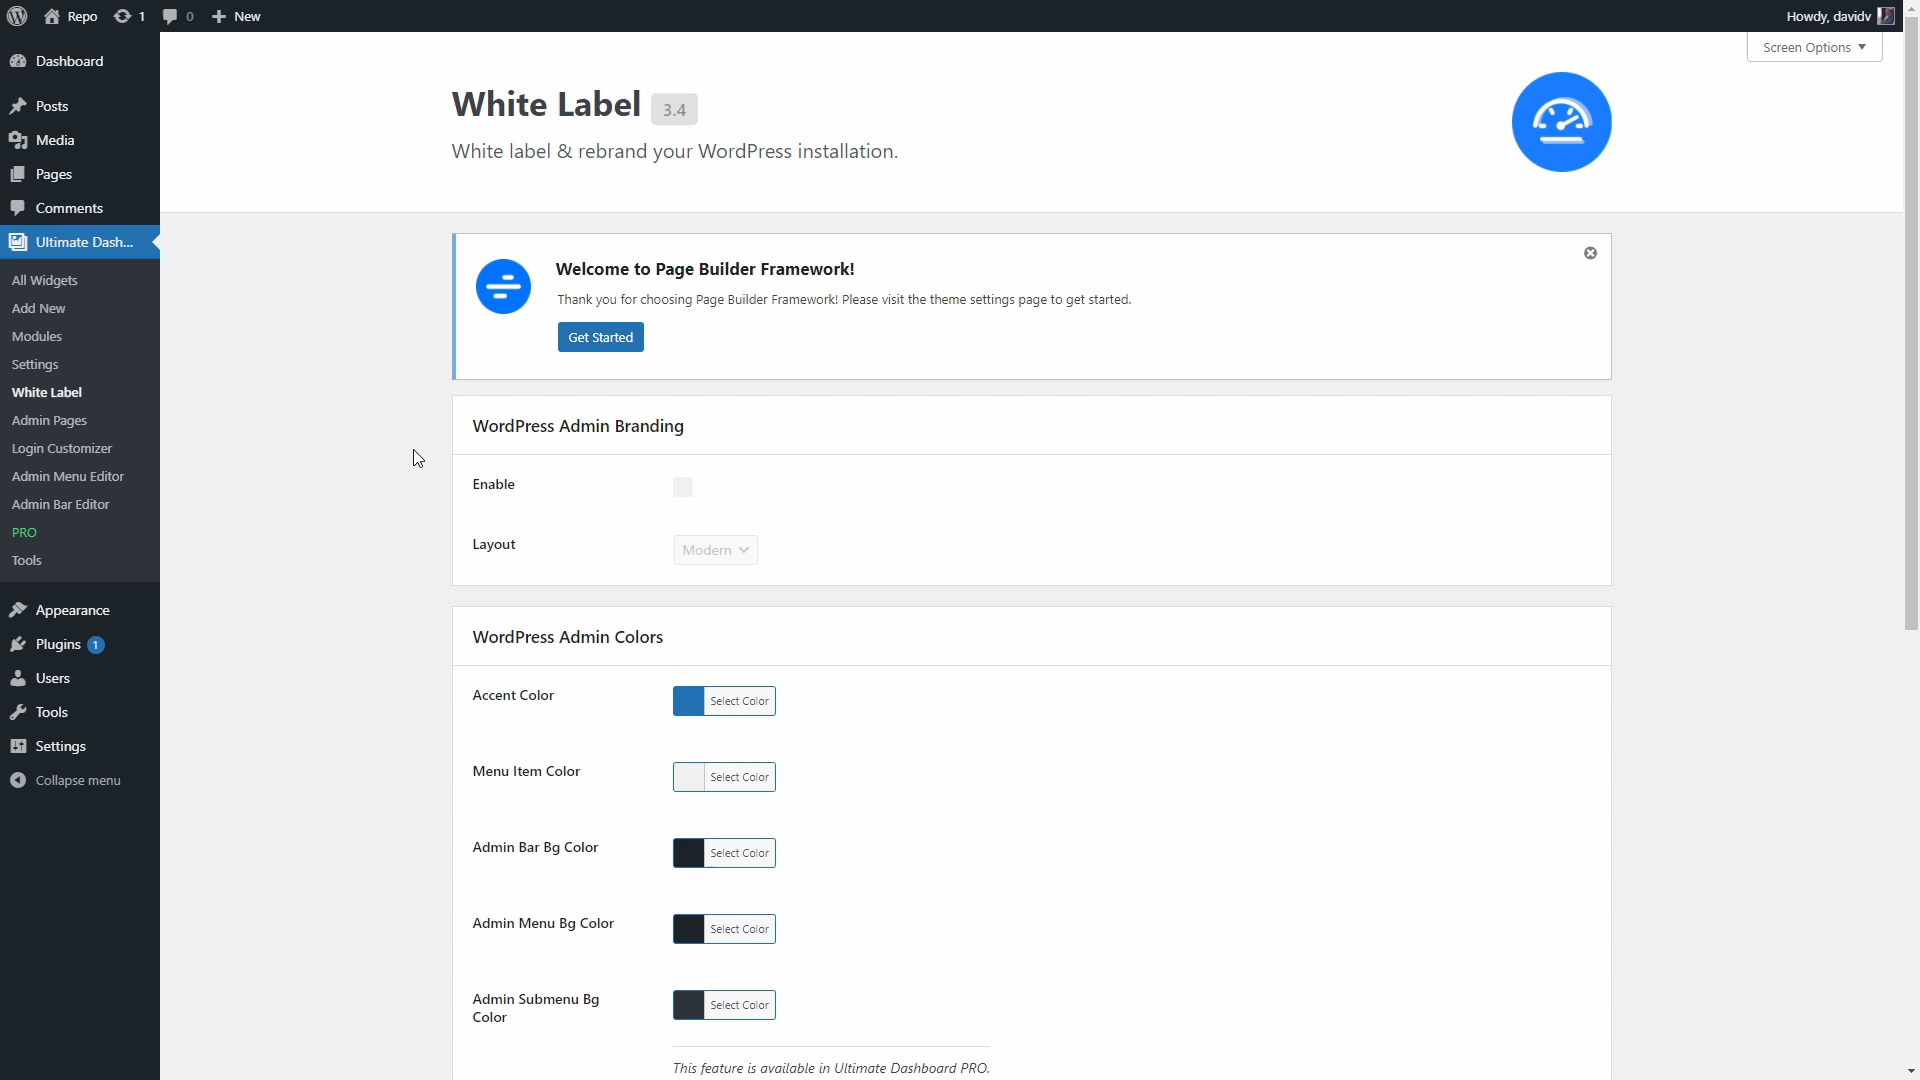 Repo
1
0
New
Howdy, davidv
Screen Options
Dashboard
Posts
Media
Pages
Comments
Ultimate Dash...
All Widgets
Add New
Modules
Settings
White Label
Admin Pages
Login Customizer
Admin Menu Editor
Admin Bar Editor
PRO
Tools
Appearance
Plugins 1
Users
Tools
Settings
Collapse menu
White Label 3.4
White label & rebrand your WordPress installation.
Welcome to Page Builder Framework!
Thank you for choosing Page Builder Framework! Please visit the theme settings page to get started.
Get Started
WordPress Admin Branding
Enable
Layout
Modern
WordPress Admin Colors
Accent Color
Select Color
Menu Item Color
Select Color
Admin Bar Bg Color
Select Color
Admin Menu Bg Color
Select Color
Admin Submenu Bg
Color
Select Color
This feature is available in Ultimate Dashboard PRO.